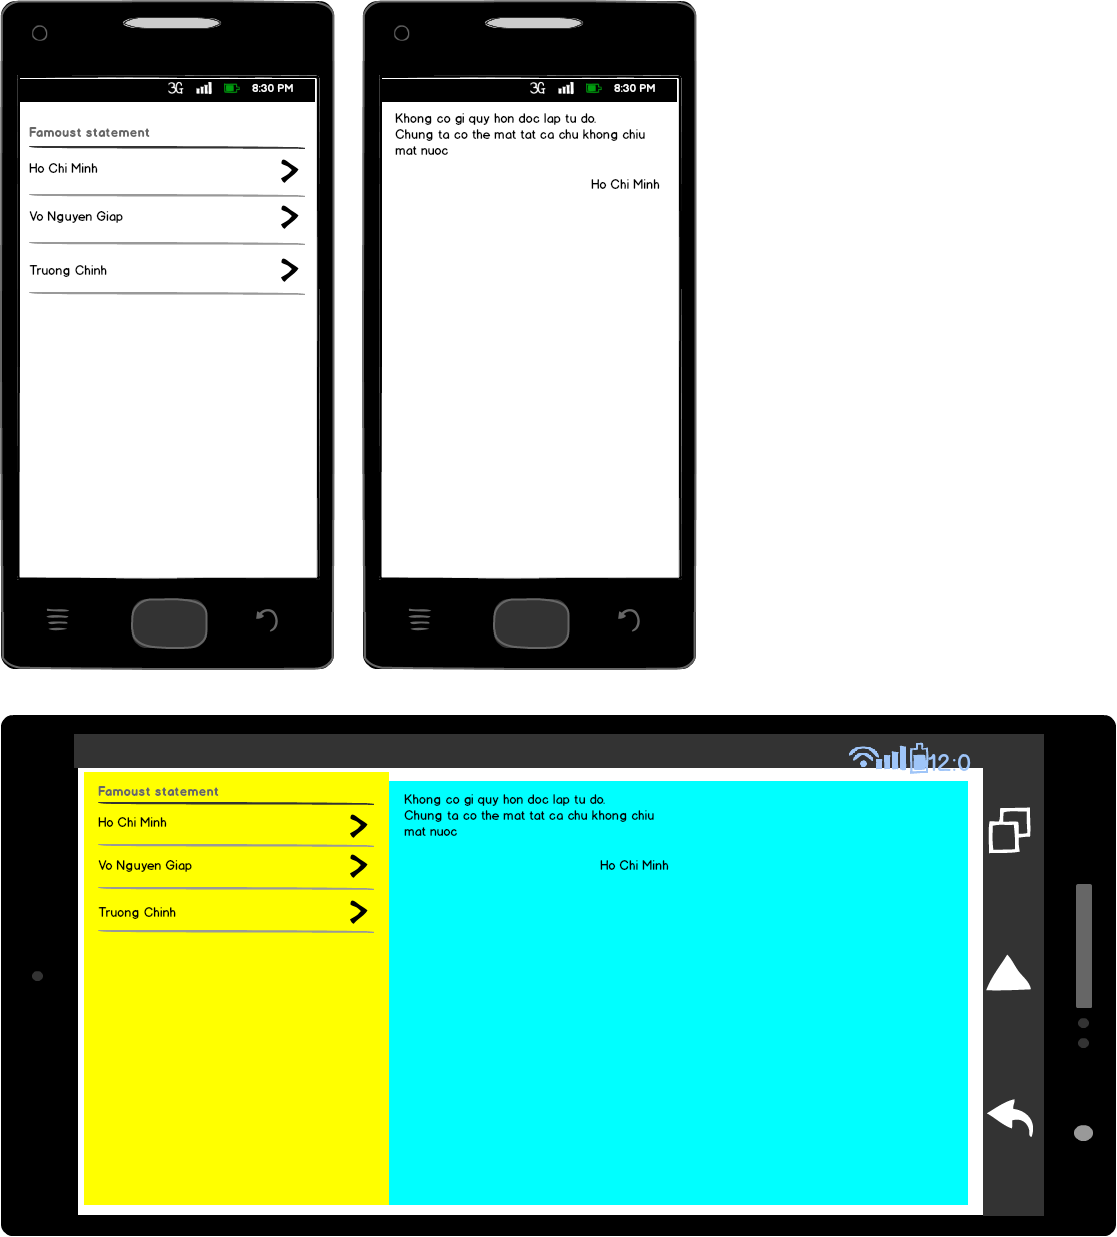 3G 8:30 PM
Famoust statement
Ho Chi Minh
Vo Nguyen Giap
Truong Chinh
3G 8:30 PM
Khong co gi quy hon doc lap tu do.
Chung ta co the mat tat ca chu khong chiu
mat nuoc
Ho Chi Minh
12:0
Famoust statement
Ho Chi Minh
Vo Nguyen Giap
Truong Chinh
Khong co gi quy hon doc lap tu do.
Chung ta co the mat tat ca chu khong chiu
mat nuoc
Ho Chi Minh